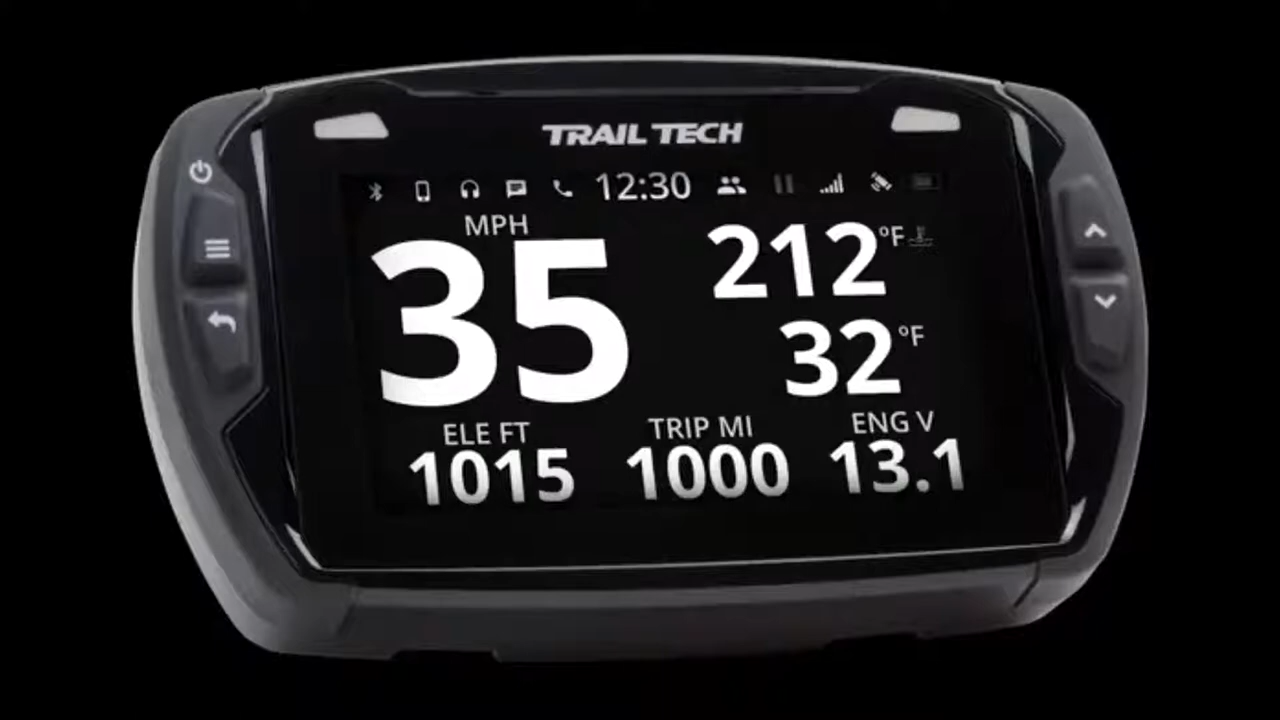 TRAIL TECH
12:30
MPH
35
212°F
32°F
ELE FT
1015
TRIP MI
1000
ENG V
13.1